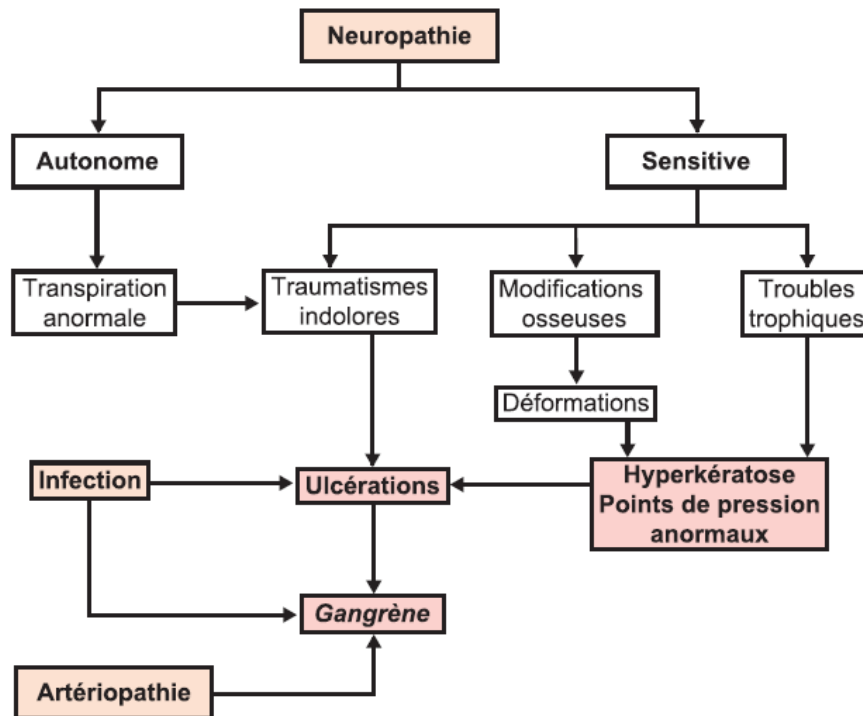 Neuropathie
Autonome
Sensitive
Transpiration
anormale
Traumatismes
indolores
Modifications
osseuses
Troubles
trophiques
Déformations
Infection
Ulcérations
Hyperkératose
Points de pression
anormaux
Gangrène
Artériopathie